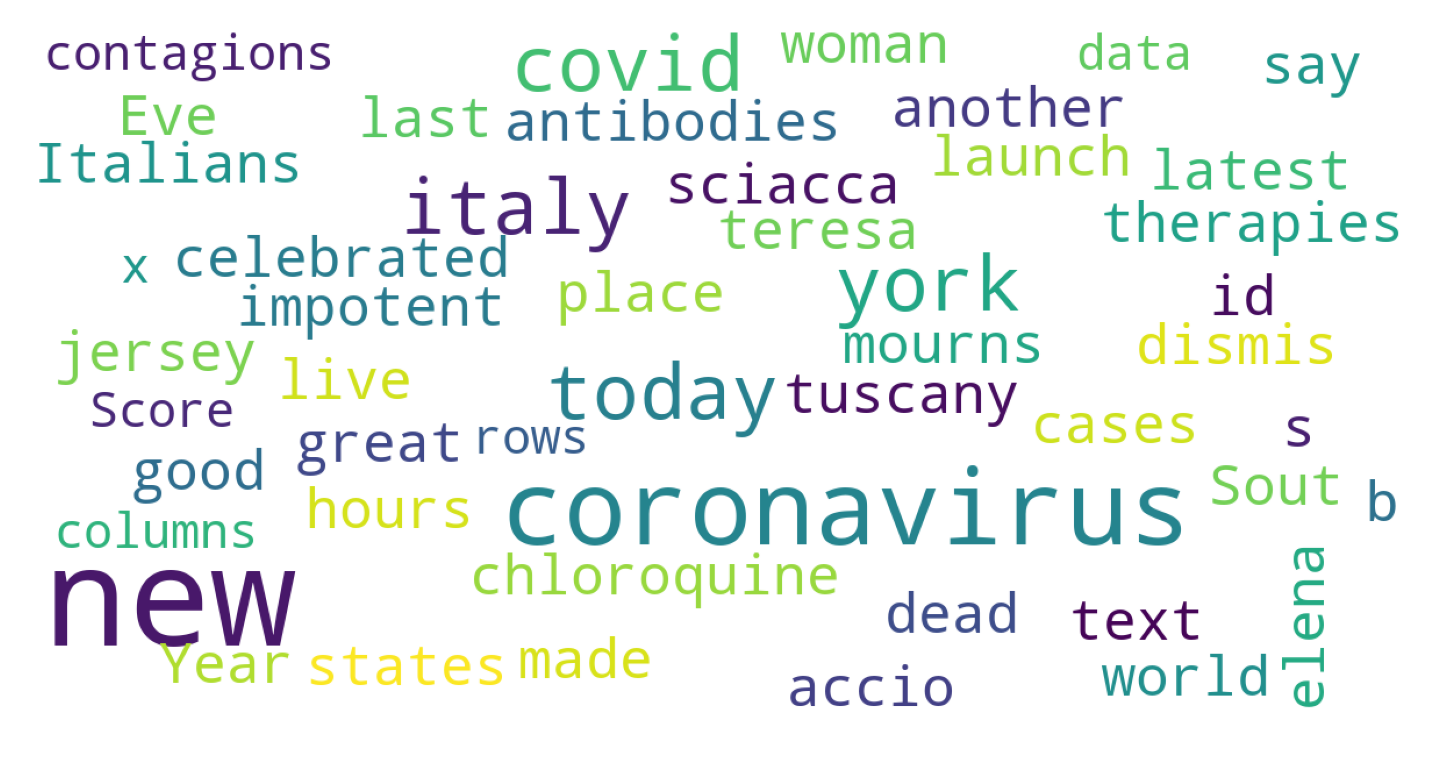 contagions covid woman data say
Eve last antibodies another
Italians italy sciacca launch latest
teresa therapies
x celebrated york
impotent place id
jersey live mourns dismis
Score today tuscany cases s
great rows
good hours coronavirus Sout b
columns
new chloroquine elena
dead text
Year states made accio world